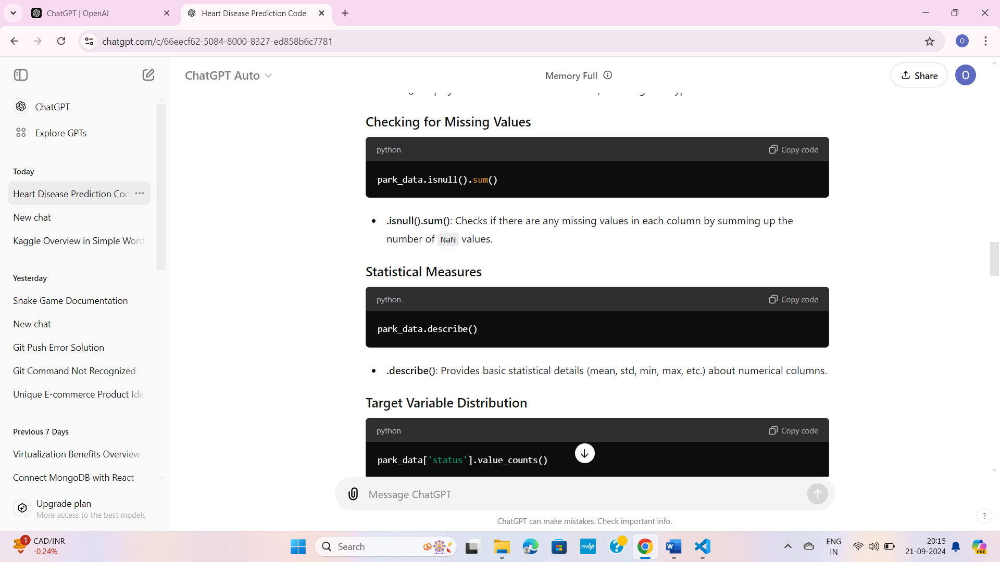 ChatGPT | OpenAI
Heart Disease Prediction Code
chatgpt.com/c/66eecf62-5084-8000-8327-ed858b6c7781
O
ChatGPT Auto
Memory Full
Share
O
ChatGPT
Explore GPTs
Today
Heart Disease Prediction Cod
New chat
Kaggle Overview in Simple Word
Yesterday
Snake Game Documentation
New chat
Git Push Error Solution
Git Command Not Recognized
Unique E-commerce Product Ide
Previous 7 Days
Virtualization Benefits Overview
Connect MongoDB with React
Upgrade plan
More access to the best models
Checking for Missing Values
python
Copy code
park_data.isnull().sum()
.isnull().sum(): Checks if there are any missing values in each column by summing up the
number of NaN values.
Statistical Measures
python
Copy code
park_data.describe()
.describe(): Provides basic statistical details (mean, std, min, max, etc.) about numerical columns.
Target Variable Distribution
python
Copy code
park_data['status'].value_counts()
Message ChatGPT
ChatGPT can make mistakes. Check important info.
?
1
CAD/INR
-0.24%
Search
myhp
W
ENG
IN
20:15
21-09-2024
PRE